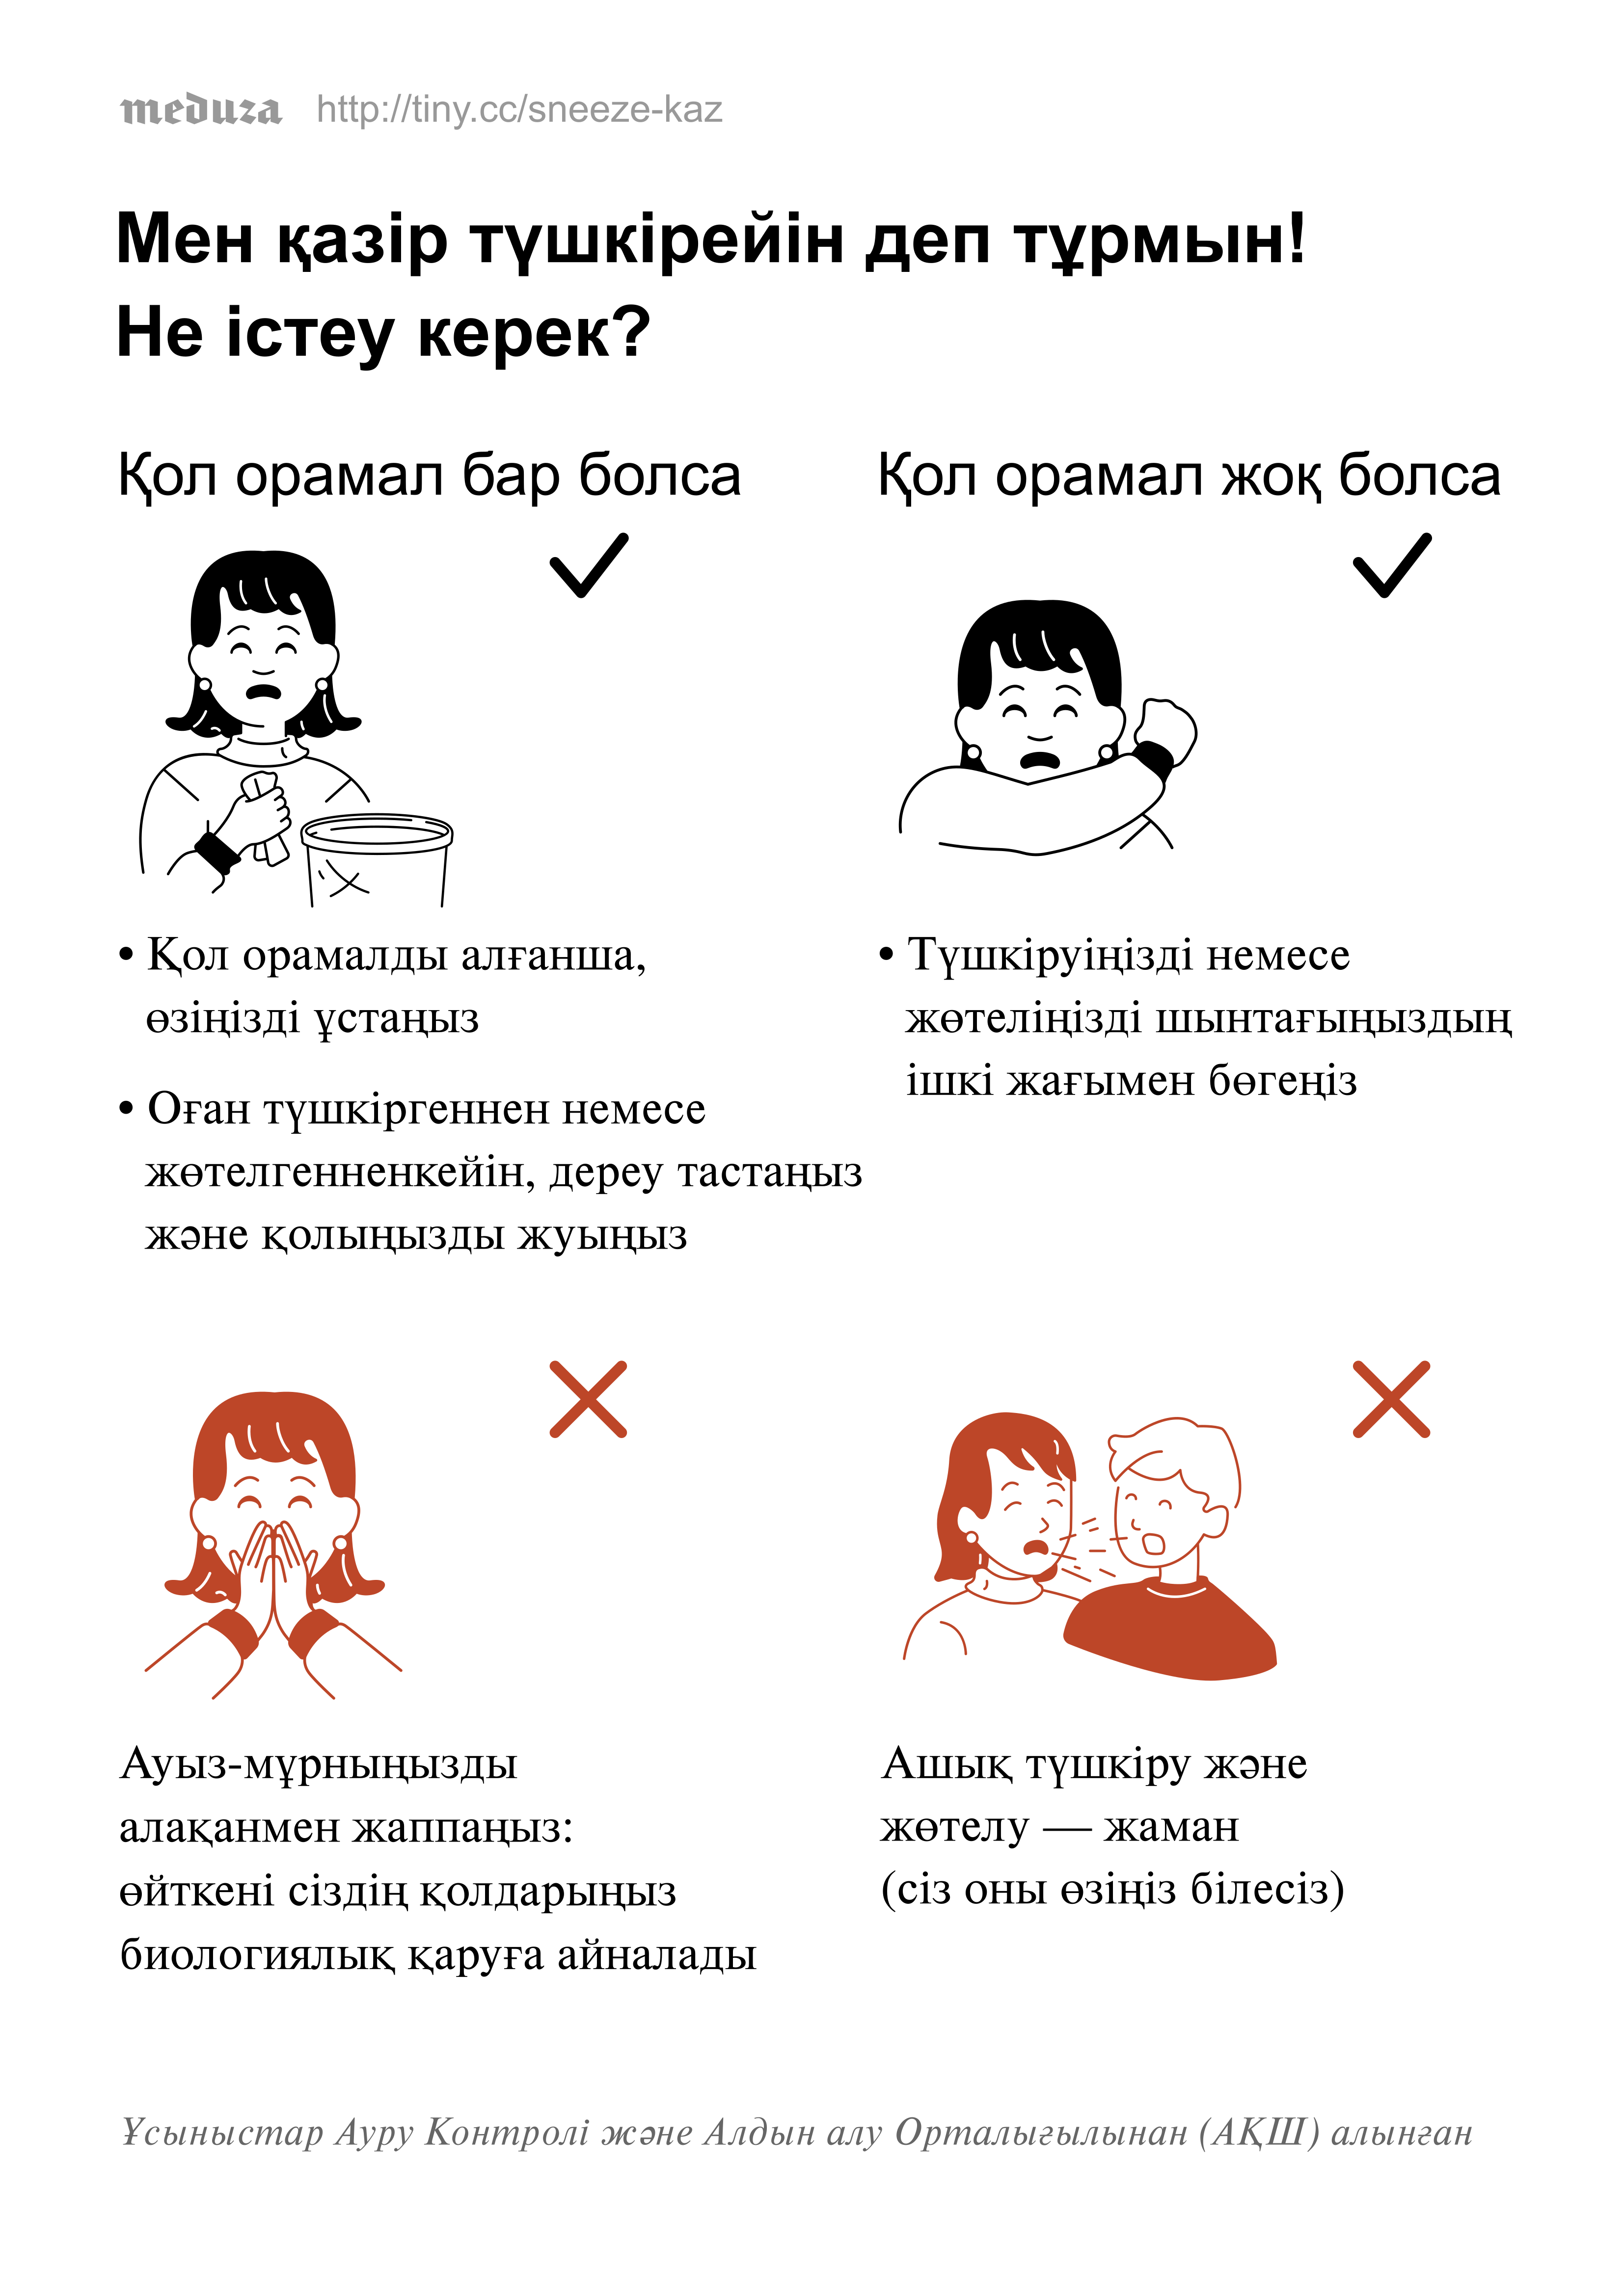 meduza http://tiny.cc/sneeze-kaz
Мен қазір түшкірейін деп тұрмын!
Не істеу керек?
Қол орамал бар болса
• Қол орамалды алғанша,
өзіңізді ұстаңыз
• Оған түшкіргеннен немесе
жөтелгенненкейін, дереу тастаңыз
және қолыңызды жуыңыз
Қол орамал жоқ болса
• Түшкіруіңізді немесе
жөтеліңізді шынтағыңыздың
ішкі жағымен бөгеңіз
Ауыз-мұрныңызды
алақанмен жаппаңыз:
өйткені сіздің қолдарыңыз
биологиялық қаруға айналады
Ашық түшкіру және
жөтелу — жаман
(сіз оны өзіңіз білесіз)
Ұсыныстар Ауру Контролі және Алдын алу Орталығылынан (АҚШ) алынған